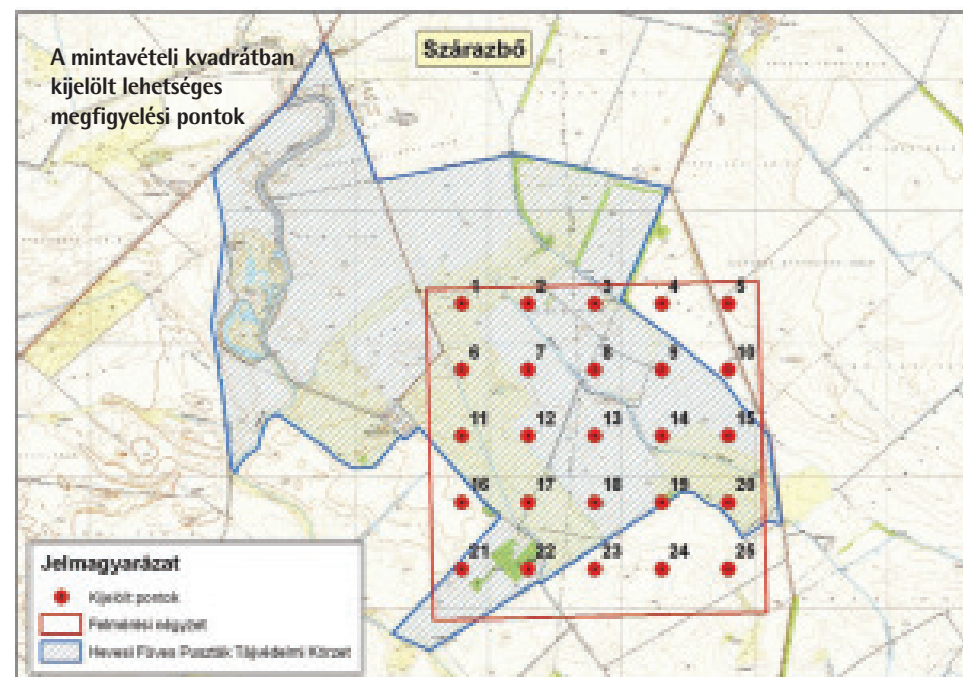 A mintavételi kvadrátban
kijelölt lehetséges
megfigyelési pontok
Szárazbő
1 2 3 4 5
6 7 8 9 10
11 12 13 14 15
16 17 18 19 20
21 22 23 24 25
Jelmagyarázat
Kijelölt pontok
Felmérési négyzet
Hevesi Füves Puszták Tájvédelmi Körzet